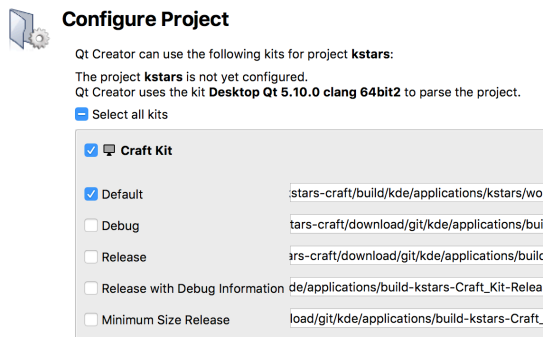 Configure Project
Qt Creator can use the following kits for project kstars:
The project kstars is not yet configured.
Qt Creator uses the kit Desktop Qt 5.10.0 clang 64bit2 to parse the project.
Select all kits
Craft Kit
Default kstars-craft/build/kde/applications/kstars/wo
Debug tars-craft/download/git/kde/applications/bui
Release ars-craft/download/git/kde/applications/build
Release with Debug Information de/applications/build-kstars-Craft_Kit-Relea
Minimum Size Release load/git/kde/applications/build-kstars-Craft_